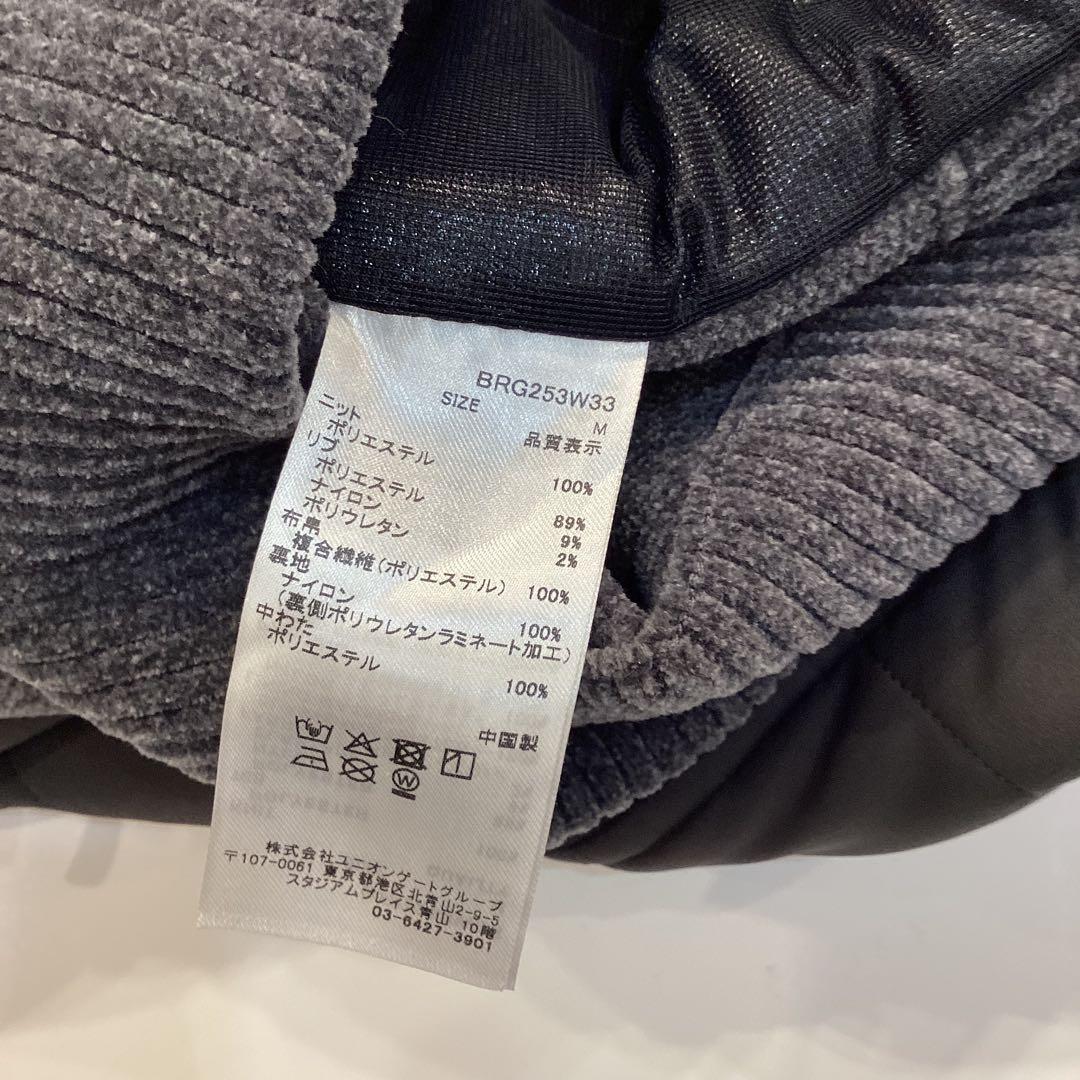 BRG253W33
SIZE M
品質表示
ニット
ポリエステル 100%
リブ
ポリエステル 89%
ナイロン 9%
ポリウレタン 2%
布帛
複合繊維(ポリエステル) 100%
裏地
ナイロン 100%
(裏側ポリウレタンラミネート加工)
中わた
ポリエステル 100%
中国製
W
株式会社ユニオンゲートグループ
〒107-0061 東京都港区北青山2-9-5
スタジアムプレイス青山 10階
03-6427-3901